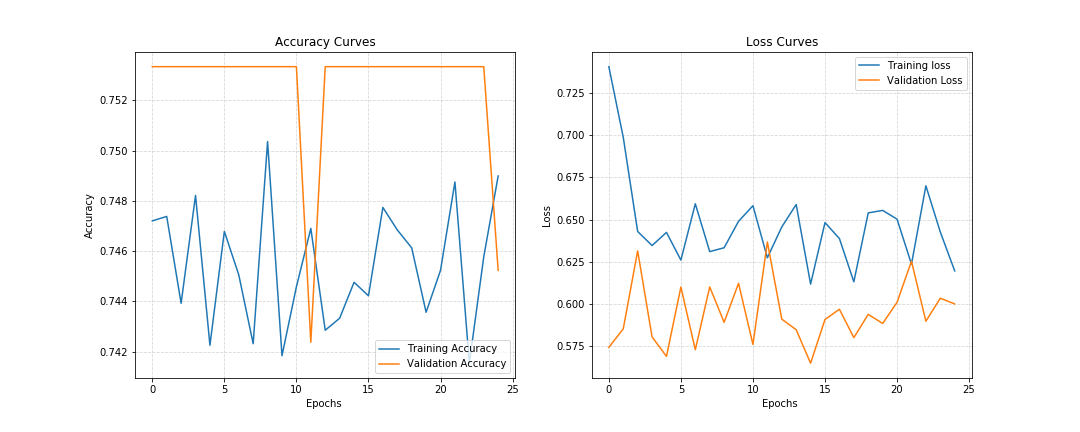 Accuracy Curves
Accuracy
0.752
0.750
0.748
0.746
0.744
0.742
0
5
10
15
20
25
Epochs
Training Accuracy
Validation Accuracy
Loss Curves
Loss
0.725
0.700
0.675
0.650
0.625
0.600
0.575
0
5
10
15
20
25
Epochs
Training loss
Validation Loss